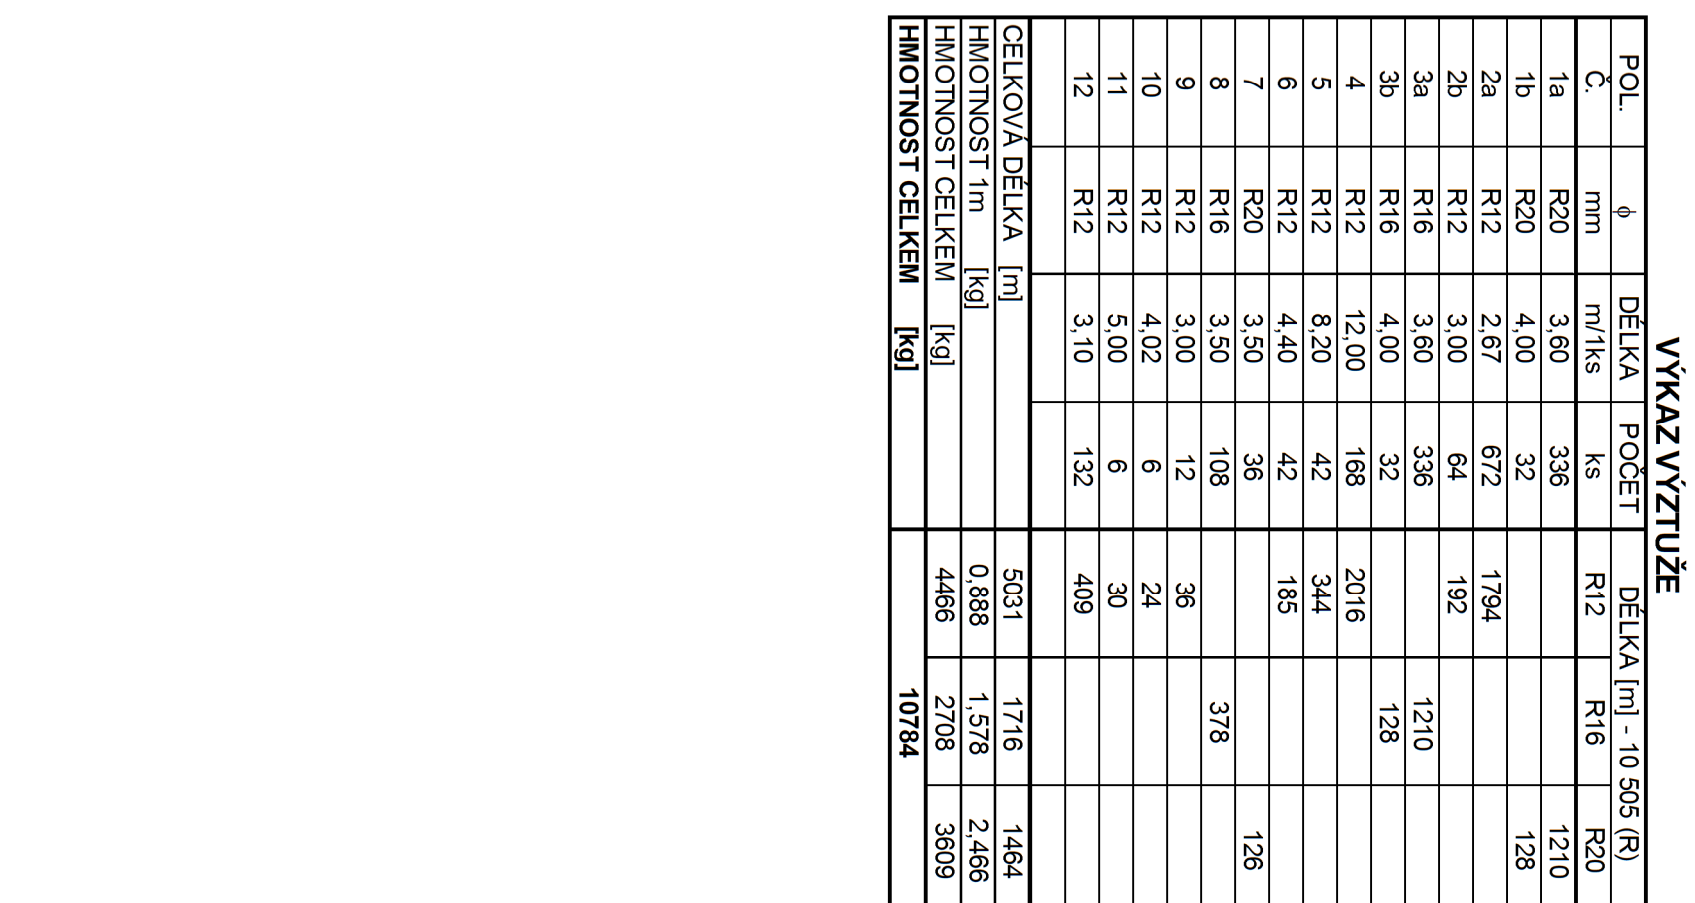 VÝKAZ VÝZTUŽE
POL. ϕ DÉLKA POČET DÉLKA [m] - 10 505 (R)
Č. mm m/1ks ks R12 R16 R20
1a R20 3,60 336 1210
1b R20 4,00 32 128
2a R12 2,67 672 1794
2b R12 3,00 64 192
3a R16 3,60 336 1210
3b R16 4,00 32 128
4 R12 12,00 168 2016
5 R12 8,20 42 344
6 R12 4,40 42 185
7 R20 3,50 36 126
8 R16 3,50 108 378
9 R12 3,00 12 36
10 R12 4,02 6 24
11 R12 5,00 6 30
12 R12 3,10 132 409
CELKOVÁ DÉLKA [m] 5031 1716 1464
HMOTNOST 1m [kg] 0,888 1,578 2,466
HMOTNOST CELKEM [kg] 4466 2708 3609
HMOTNOST CELKEM [kg] 10784